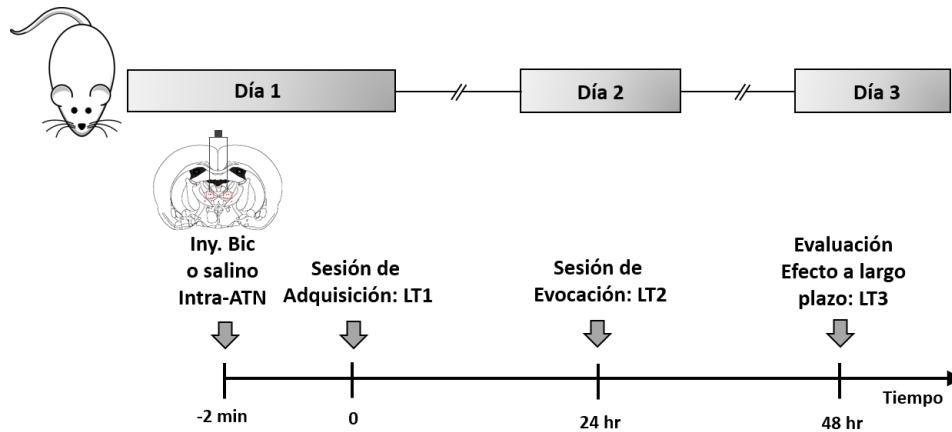 Día 1
Día 2
Día 3
Iny. Bic
o salino
Intra-ATN
Sesión de
Adquisición: LT1
Sesión de
Evocación: LT2
Evaluación
Efecto a largo
plazo: LT3
Tiempo
-2 min
0
24 hr
48 hr